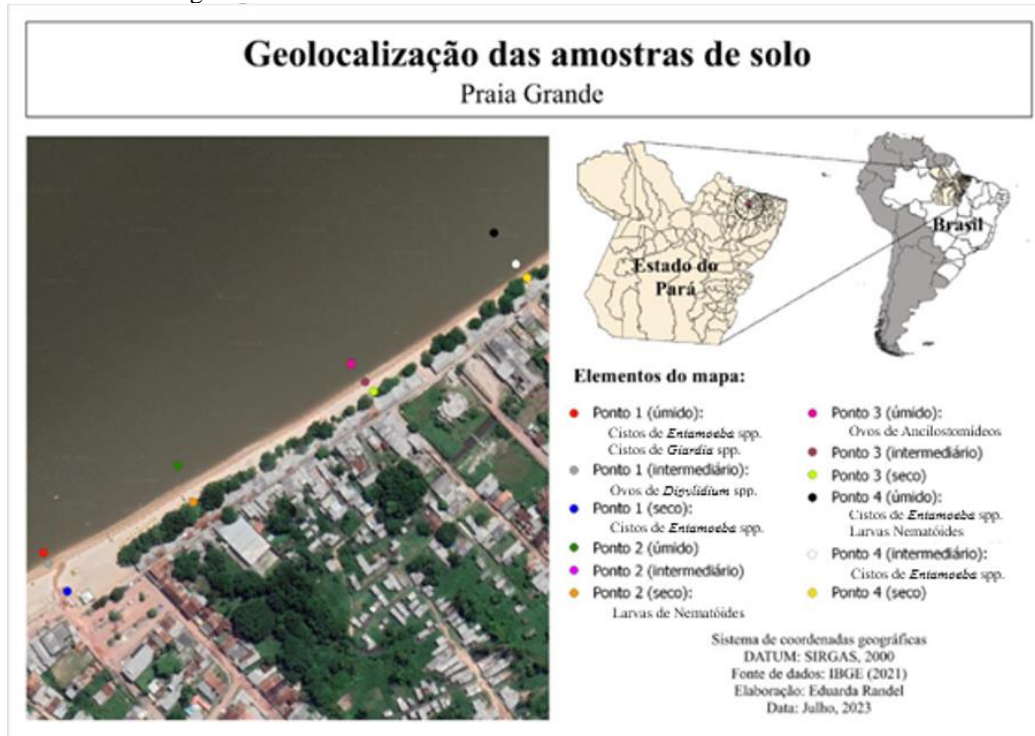 Geolocalização das amostras de solo
Praia Grande
Estado do
Pará
Brasil
Elementos do mapa:
Ponto 1 (úmido):
Cistos de Entamoeba spp.
Cistos de Giardia spp.
Ponto 1 (intermediário):
Ovos de Dipylidium spp.
Ponto 1 (seco):
Cistos de Entamoeba spp.
Ponto 2 (úmido)
Ponto 2 (intermediário)
Ponto 2 (seco):
Larvas de Nematóides
Ponto 3 (úmido):
Ovos de Ancilostomídeos
Ponto 3 (intermediário)
Ponto 3 (seco)
Ponto 4 (úmido):
Cistos de Entamoeba spp.
Larvas Nematóides
Ponto 4 (intermediário):
Cistos de Entamoeba spp.
Ponto 4 (seco)
Sistema de coordenadas geográficas
DATUM: SIRGAS, 2000
Fonte de dados: IBGE (2021)
Elaboração: Eduarda Randel
Data: Julho, 2023